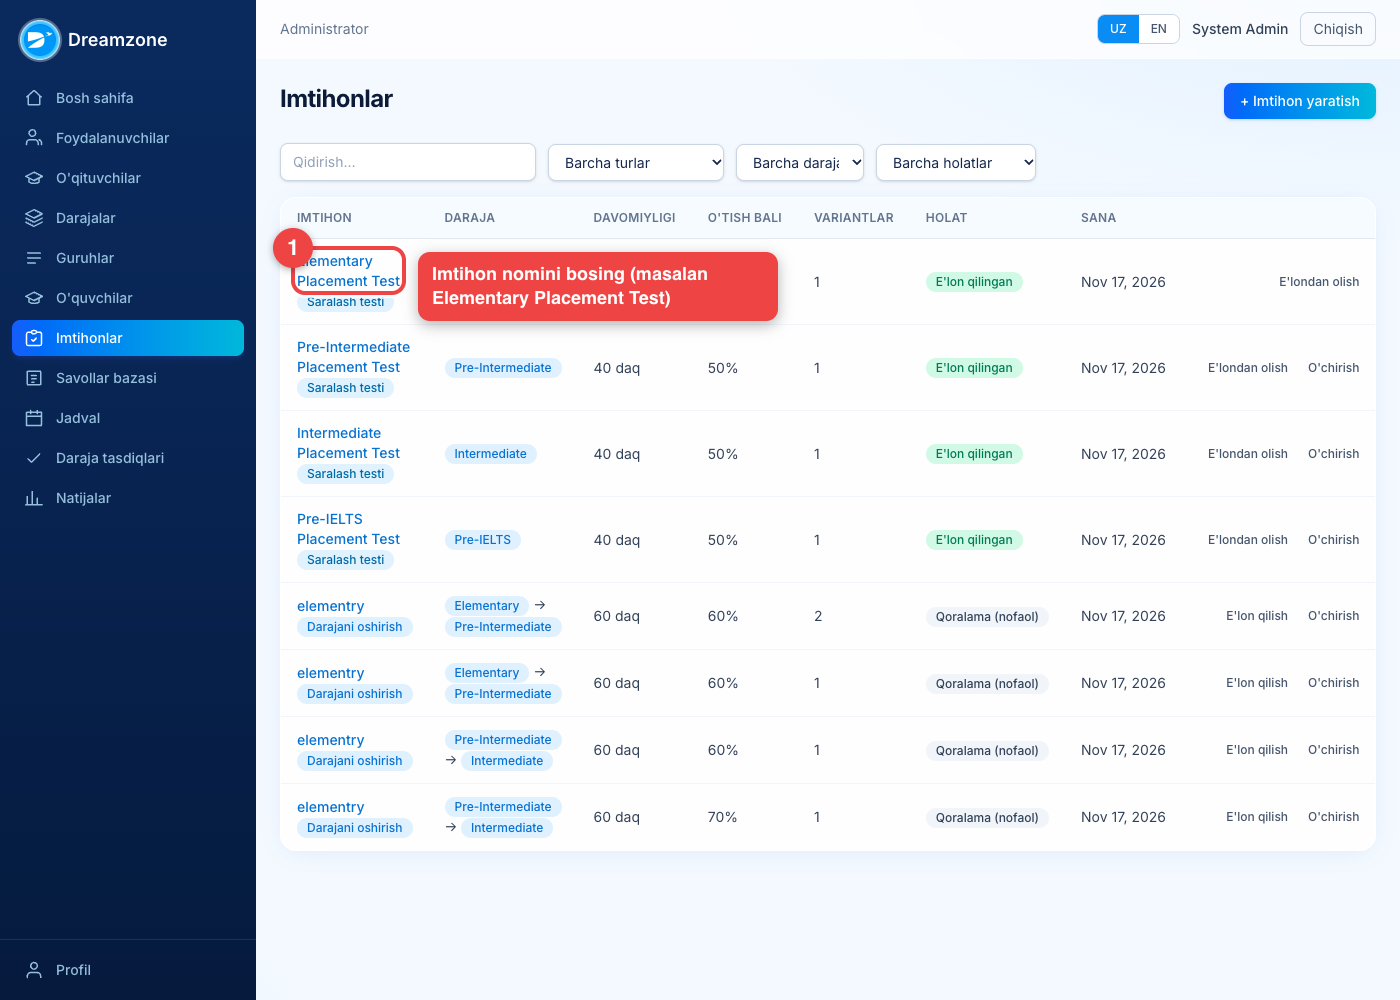 Dreamzone
Administrator
UZ
EN
System Admin
Chiqish
Bosh sahifa
Foydalanuvchilar
O'qituvchilar
Darajalar
Guruhlar
O'quvchilar
Imtihonlar
Savollar bazasi
Jadval
Daraja tasdiqlari
Natijalar
Profil
Imtihonlar
+ Imtihon yaratish
Qidirish...
Barcha turlar
Barcha daraja
Barcha holatlar
IMTIHON DARAJA DAVOMIYLIGI O'TISH BALI VARIANTLAR HOLAT SANA
1
Elementary
Placement Test
Saralash testi
Imtihon nomini bosing (masalan
Elementary Placement Test)
1 E'lon qilingan Nov 17, 2026 E'londan olish
Pre-Intermediate
Placement Test
Saralash testi
Pre-Intermediate 40 daq 50% 1 E'lon qilingan Nov 17, 2026 E'londan olish O'chirish
Intermediate
Placement Test
Saralash testi
Intermediate 40 daq 50% 1 E'lon qilingan Nov 17, 2026 E'londan olish O'chirish
Pre-IELTS
Placement Test
Saralash testi
Pre-IELTS 40 daq 50% 1 E'lon qilingan Nov 17, 2026 E'londan olish O'chirish
elementry
Darajani oshirish
Elementary →
Pre-Intermediate
60 daq 60% 2 Qoralama (nofaol) Nov 17, 2026 E'lon qilish O'chirish
elementry
Darajani oshirish
Elementary →
Pre-Intermediate
60 daq 60% 1 Qoralama (nofaol) Nov 17, 2026 E'lon qilish O'chirish
elementry
Darajani oshirish
Pre-Intermediate
→ Intermediate
60 daq 60% 1 Qoralama (nofaol) Nov 17, 2026 E'lon qilish O'chirish
elementry
Darajani oshirish
Pre-Intermediate
→ Intermediate
60 daq 70% 1 Qoralama (nofaol) Nov 17, 2026 E'lon qilish O'chirish